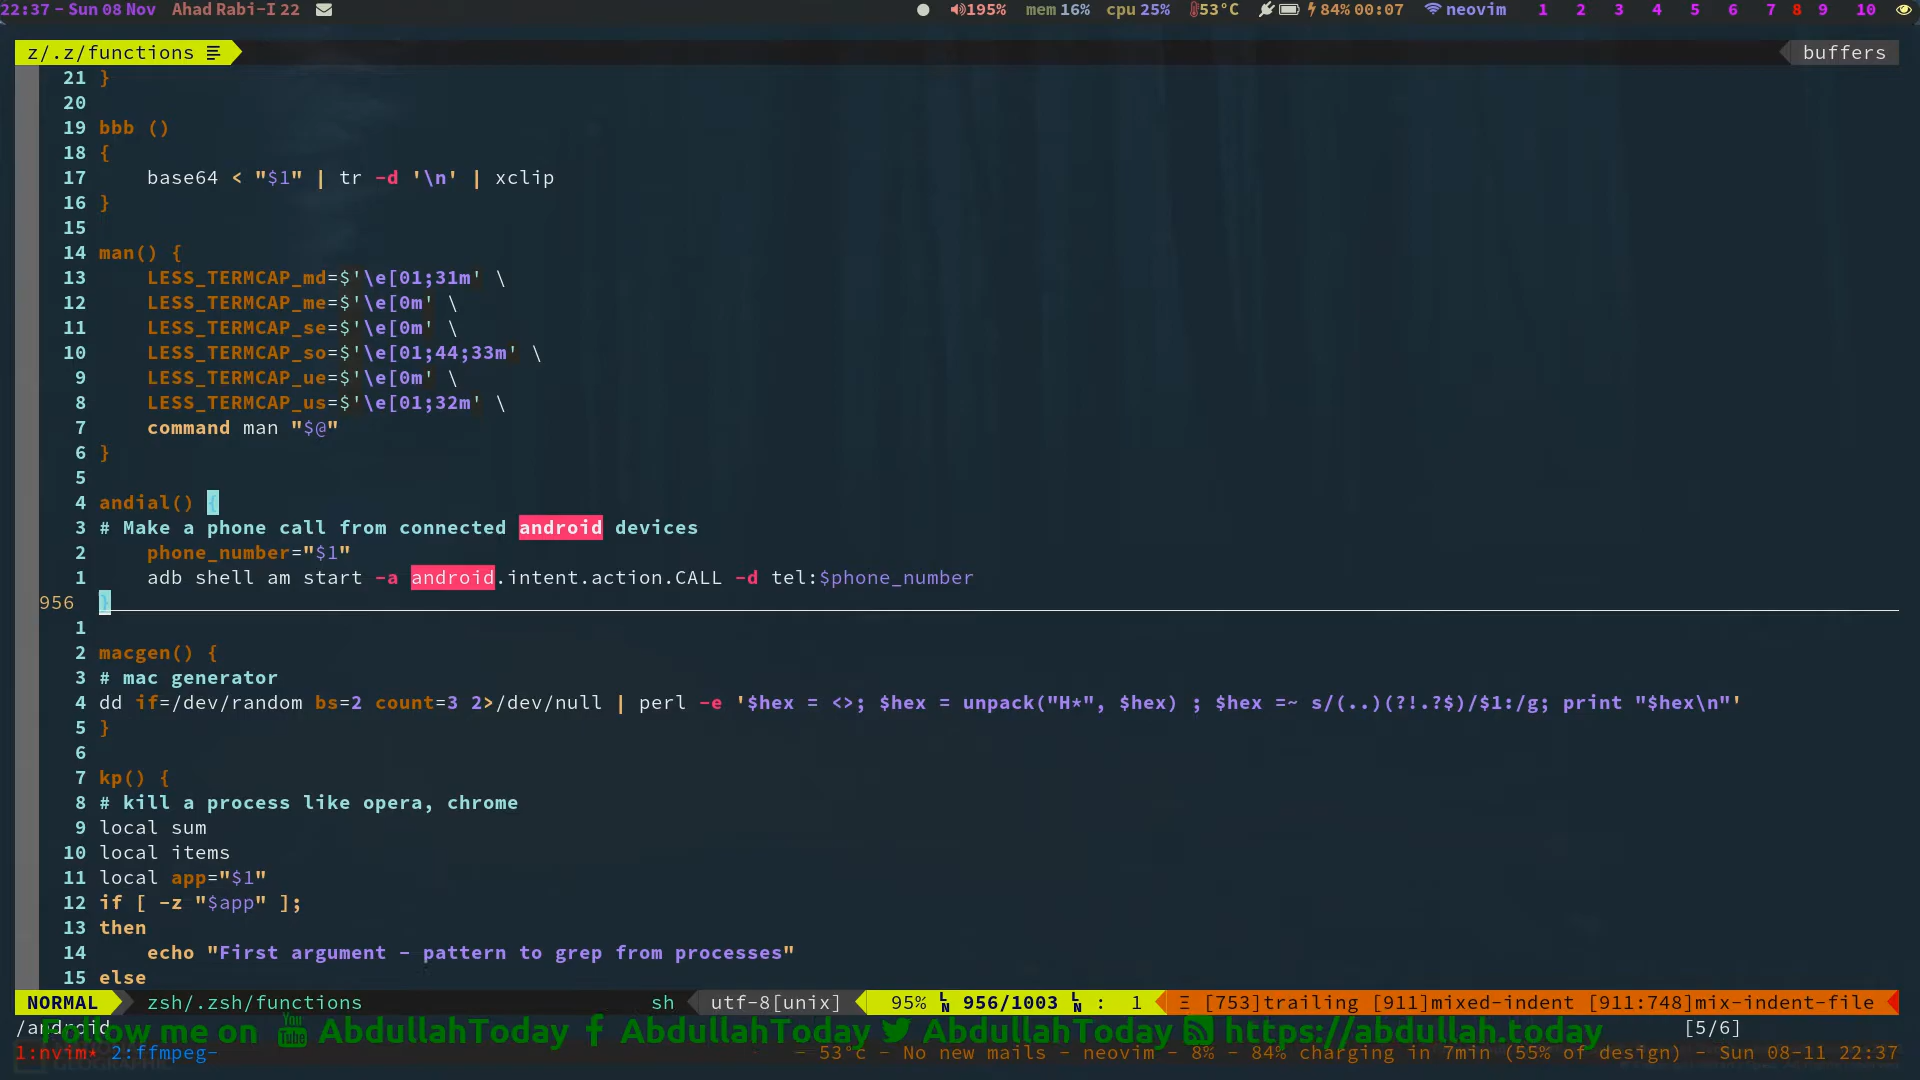 22:37 - Sun 08 Nov Ahad Rabi-I 22 195% mem 16% cpu 25% 53°C 84% 00:07 neovim 1 2 3 4 5 6 7 8 9 10
z/.z/functions buffers
21 }
20
19 bbb ()
18 {
17 base64 < "$1" | tr -d '\n' | xclip
16 }
15
14 man() {
13 LESS_TERMCAP_md=$'\e[01;31m' \
12 LESS_TERMCAP_me=$'\e[0m' \
11 LESS_TERMCAP_se=$'\e[0m' \
10 LESS_TERMCAP_so=$'\e[01;44;33m' \
9 LESS_TERMCAP_ue=$'\e[0m' \
8 LESS_TERMCAP_us=$'\e[01;32m' \
7 command man "$@"
6 }
5
4 andial() {
3 # Make a phone call from connected android devices
2 phone_number="$1"
1 adb shell am start -a android.intent.action.CALL -d tel:$phone_number
956 }
1
2 macgen() {
3 # mac generator
4 dd if=/dev/random bs=2 count=3 2>/dev/null | perl -e '$hex = <>; $hex = unpack("H*", $hex) ; $hex =~ s/(..)(?!.?$)/$1:/g; print "$hex\n"'
5 }
6
7 kp() {
8 # kill a process like opera, chrome
9 local sum
10 local items
11 local app="$1"
12 if [ -z "$app" ];
13 then
14 echo "First argument - pattern to grep from processes"
15 else
NORMAL zsh/.zsh/functions sh utf-8[unix] 95% 956/1003 : 1 Ξ [753]trailing [911]mixed-indent [911:748]mix-indent-file
/android [5/6]
Follow me on You Tube AbdullahToday AbdullahToday AbdullahToday https://abdullah.today
1:nvim* 2:ffmpeg- = 53°c - No new mails - neovim - 8% - 84% charging in 7min (55% of design) - Sun 08-11 22:37